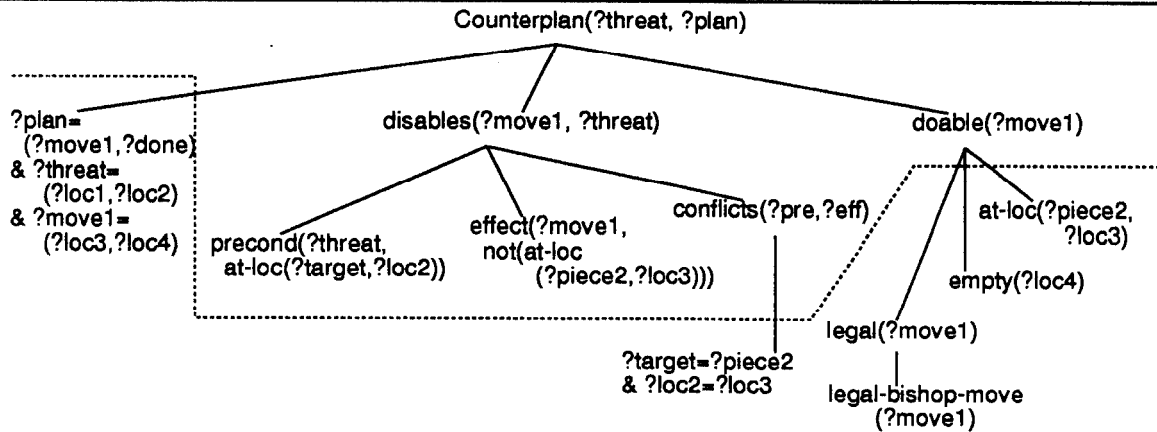 Counterplan(?threat, ?plan)
?plan=
(?move1,?done)
& ?threat=
(?loc1,?loc2)
& ?move1=
(?loc3,?loc4)
disables(?move1, ?threat)
doable(?move1)
precond(?threat,
at-loc(?target,?loc2))
effect(?move1,
not(at-loc
(?piece2,?loc3)))
conflicts(?pre,?eff)
at-loc(?piece2,
?loc3)
empty(?loc4)
legal(?move1)
?target=?piece2
& ?loc2=?loc3
legal-bishop-move
(?move1)